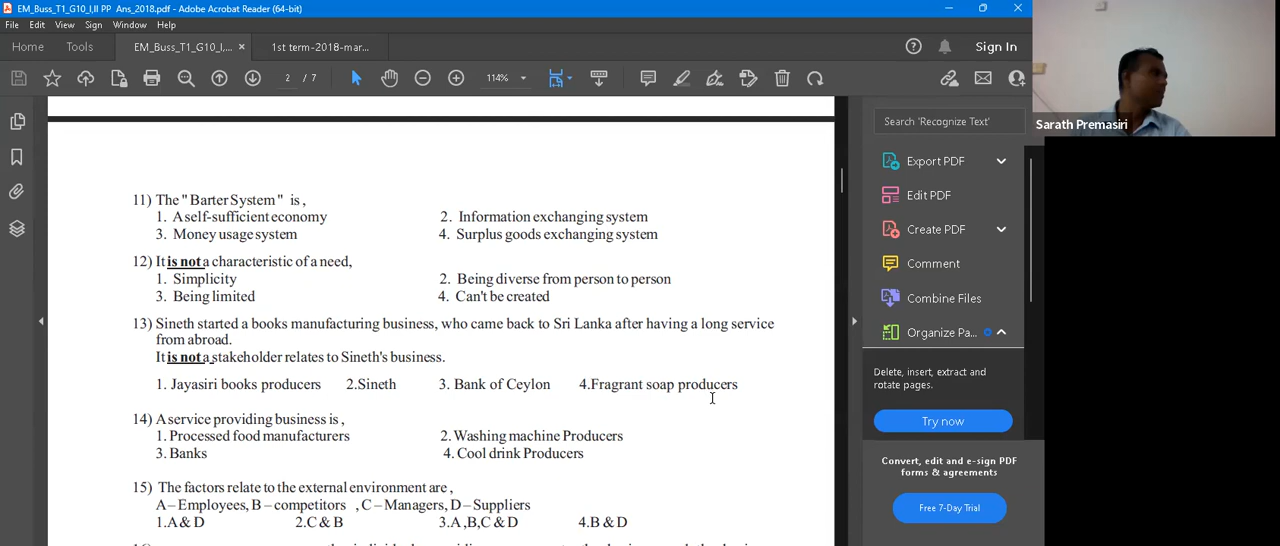 EM_Buss_T1_G10_I,II PP Ans_2018.pdf - Adobe Acrobat Reader (64-bit)
File Edit View Sign Window Help
Home Tools EM_Buss_T1_G10_I,... × 1st term-2018-mar... Sign In
2 / 7 114%
Sarath Premasiri
Search 'Recognize Text'
Export PDF
Edit PDF
Create PDF
Comment
Combine Files
Organize Pa...
Delete, insert, extract and
rotate pages.
Try now
Convert, edit and e-sign PDF
forms & agreements
Free 7-Day Trial
11) The " Barter System " is ,
1. A self-sufficient economy 2. Information exchanging system
3. Money usage system 4. Surplus goods exchanging system
12) It is not a characteristic of a need,
1. Simplicity 2. Being diverse from person to person
3. Being limited 4. Can't be created
13) Sineth started a books manufacturing business, who came back to Sri Lanka after having a long service
from abroad.
It is not a stakeholder relates to Sineth's business.
1. Jayasiri books producers 2.Sineth 3. Bank of Ceylon 4.Fragrant soap producers
14) A service providing business is ,
1. Processed food manufacturers 2. Washing machine Producers
3. Banks 4. Cool drink Producers
15) The factors relate to the external environment are ,
A – Employees, B – competitors , C – Managers, D – Suppliers
1.A & D 2.C & B 3.A ,B,C & D 4.B & D